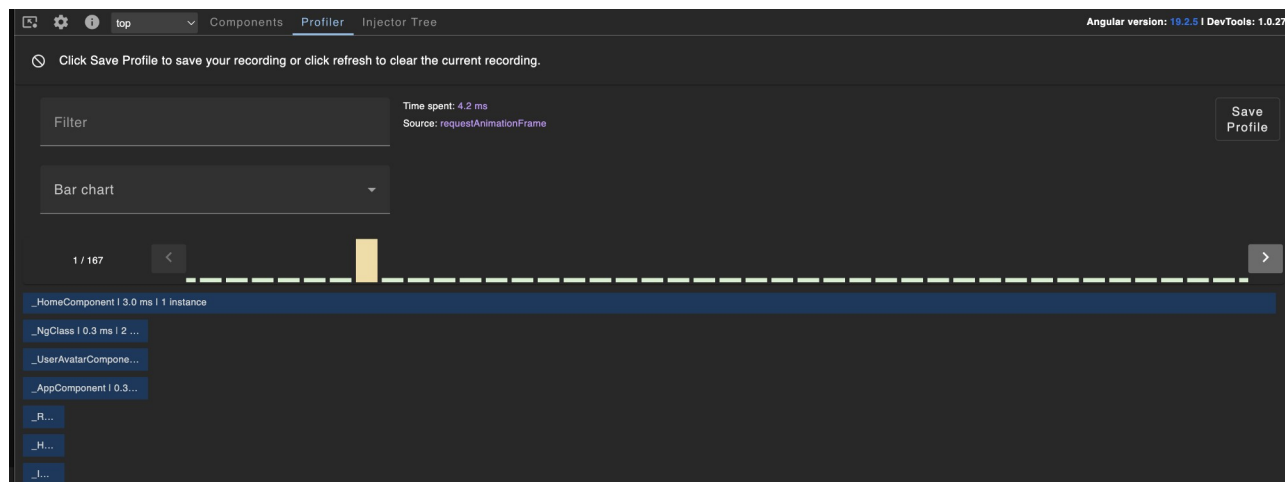 top Components Profiler Injector Tree Angular version: 19.2.5 | DevTools: 1.0.27
Click Save Profile to save your recording or click refresh to clear the current recording.
Filter
Time spent: 4.2 ms
Source: requestAnimationFrame
Save
Profile
Bar chart
1 / 167
_HomeComponent | 3.0 ms | 1 instance
_NgClass | 0.3 ms | 2 ...
_UserAvatarCompone...
_AppComponent | 0.3...
_R...
_H...
_I...